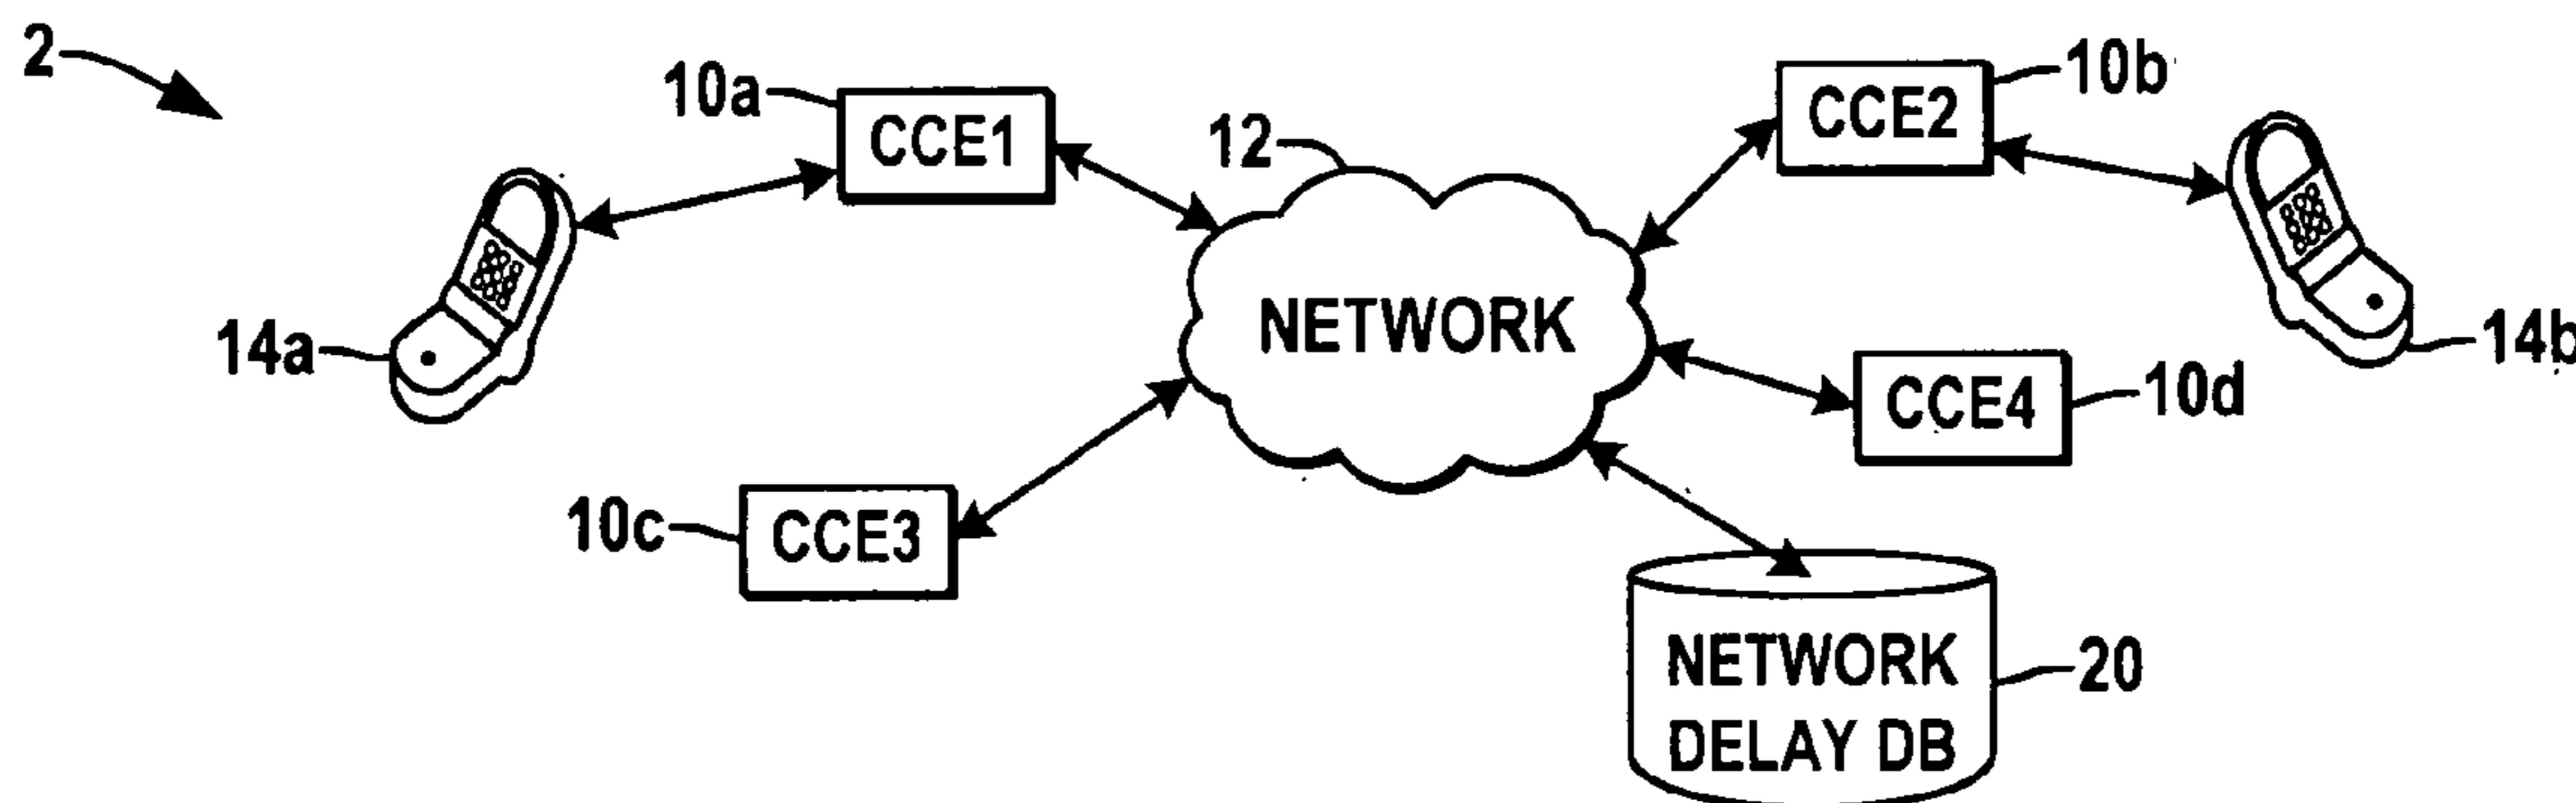 2
10a
CCE1
12
CCE2
10b
14a
NETWORK
14b
CCE4
10d
10c
CCE3
NETWORK
DELAY DB
20